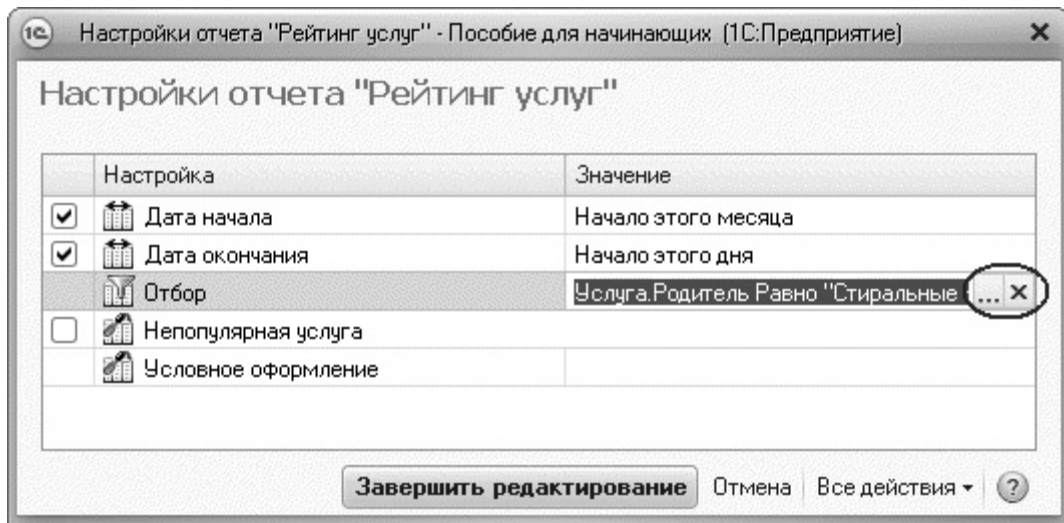 1С Настройки отчета "Рейтинг услуг" - Пособие для начинающих (1С:Предприятие)
Настройки отчета "Рейтинг услуг"
Настройка Значение
Дата начала Начало этого месяца
Дата окончания Начало этого дня
Отбор Услуга.Родитель Равно "Стиральные ...
Непопулярная услуга
Условное оформление
Завершить редактирование Отмена Все действия ?